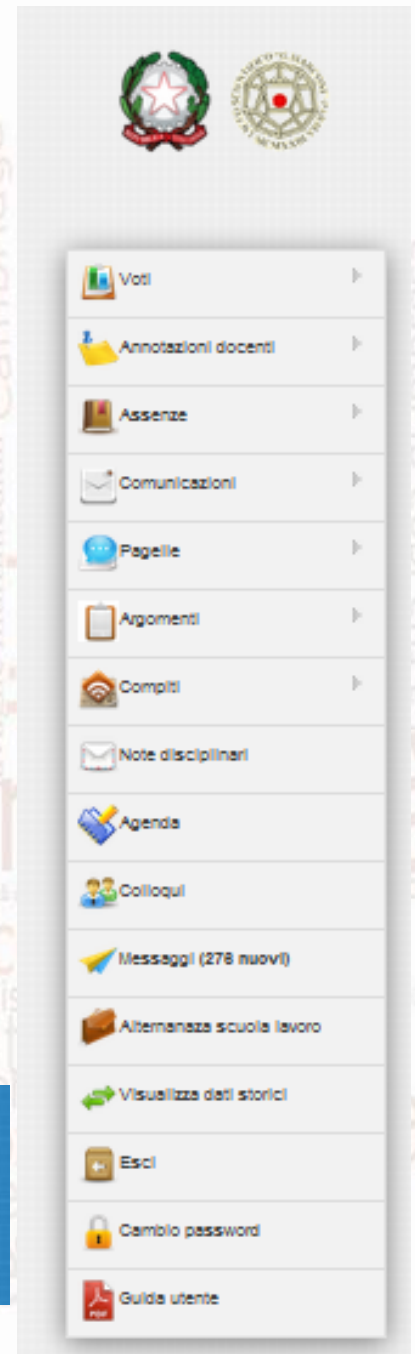 Voti
Annotazioni docenti
Assenze
Comunicazioni
Pagelle
Argomenti
Compiti
Note disciplinari
Agenda
Colloqui
Messaggi (276 nuovi)
Alternanaza scuola lavoro
Visualizza dati storici
Esci
Cambio password
PDF
Guida utente